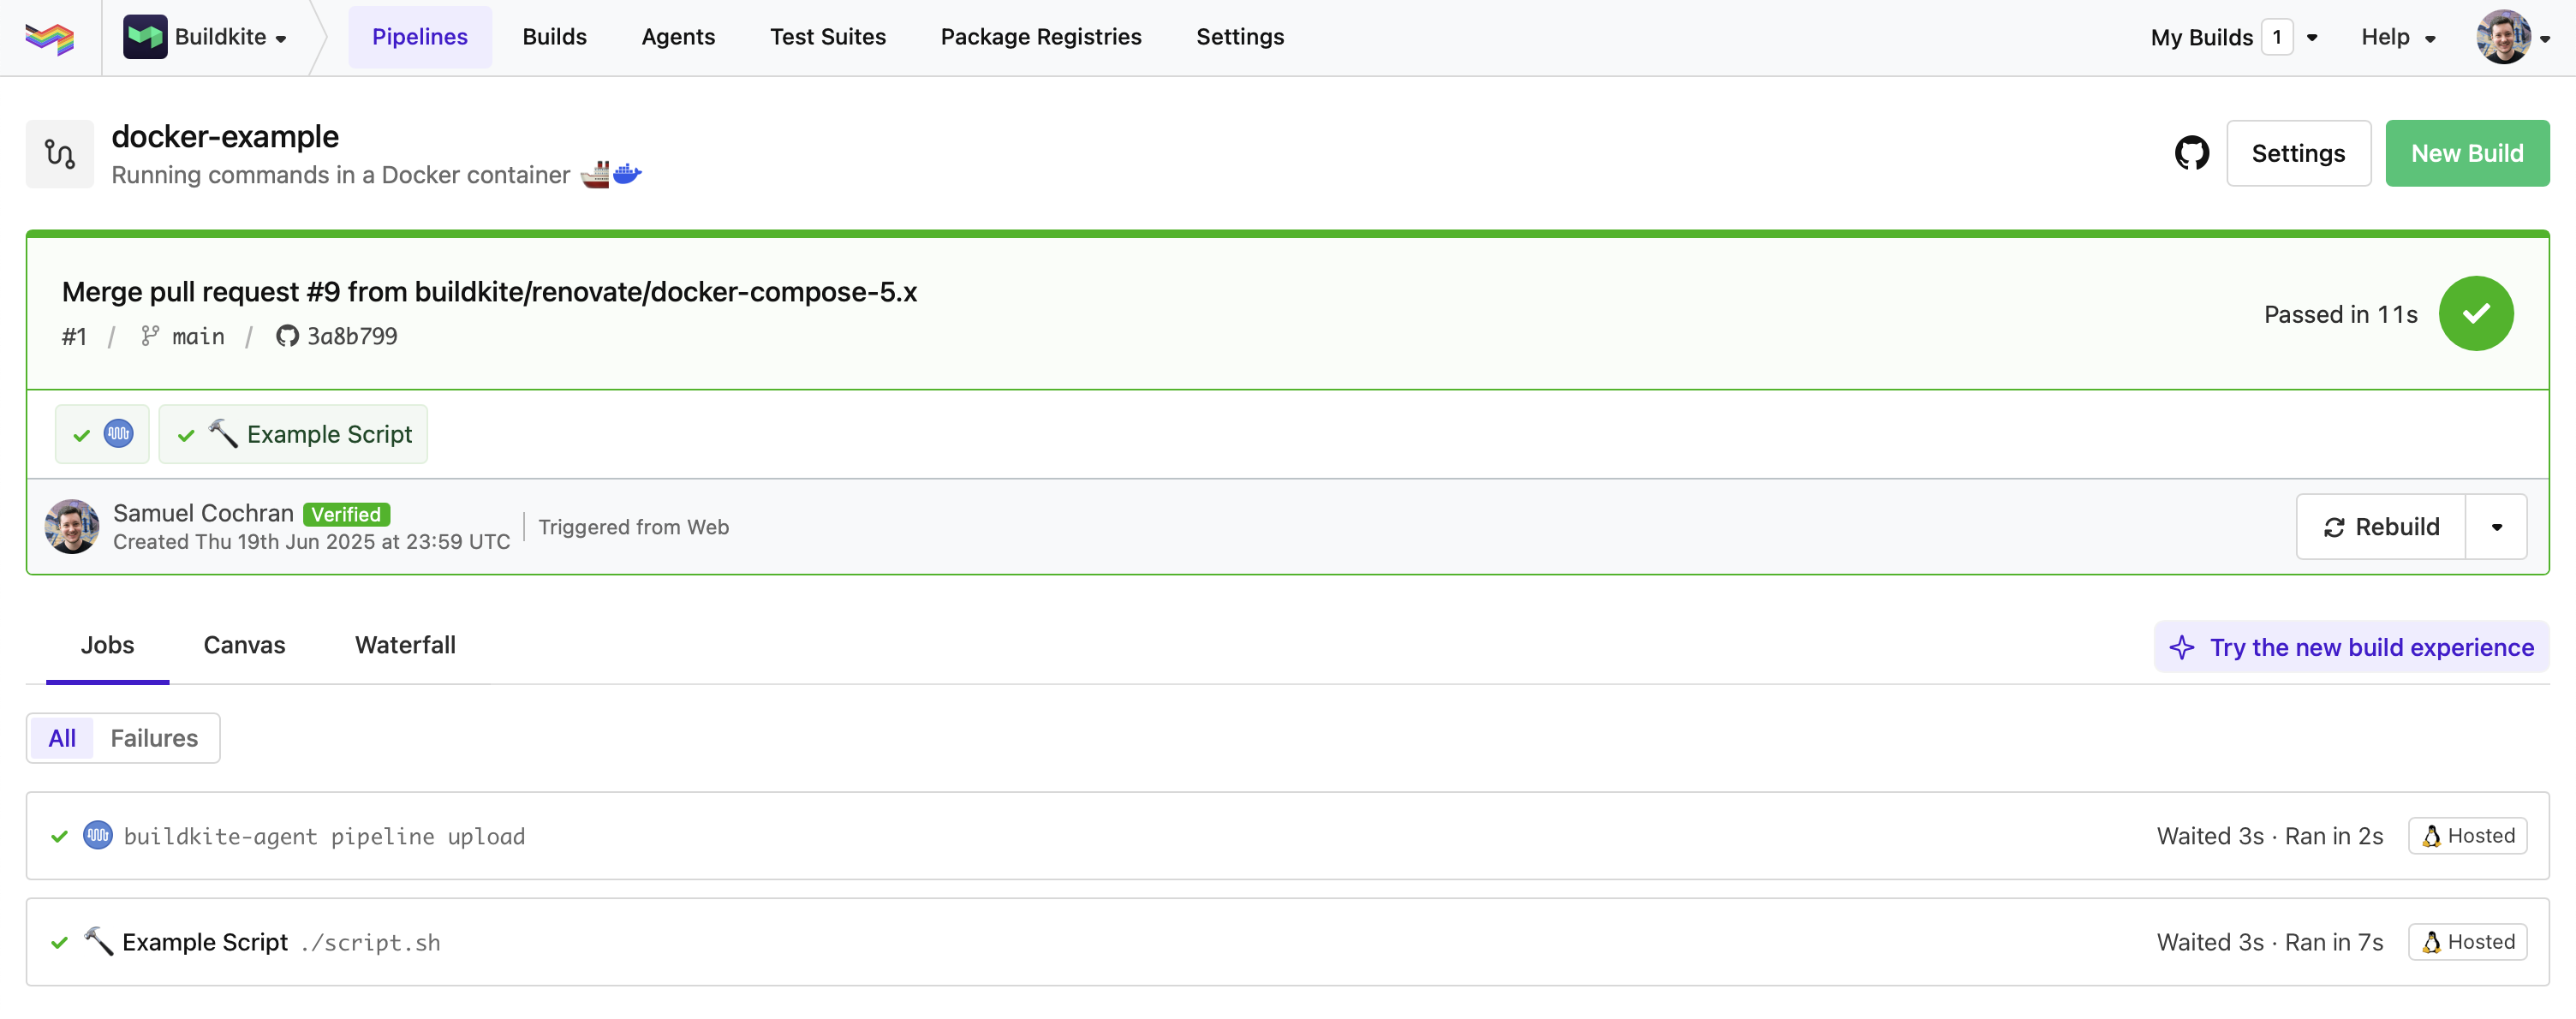 Buildkite
Pipelines
Builds
Agents
Test Suites
Package Registries
Settings
My Builds 1
Help
docker-example
Running commands in a Docker container
Settings
New Build
Merge pull request #9 from buildkite/renovate/docker-compose-5.x
#1 / main / 3a8b799
Passed in 11s
Example Script
Samuel Cochran Verified
Created Thu 19th Jun 2025 at 23:59 UTC
Triggered from Web
Rebuild
Jobs
Canvas
Waterfall
Try the new build experience
All
Failures
buildkite-agent pipeline upload
Waited 3s · Ran in 2s
Hosted
Example Script ./script.sh
Waited 3s · Ran in 7s
Hosted